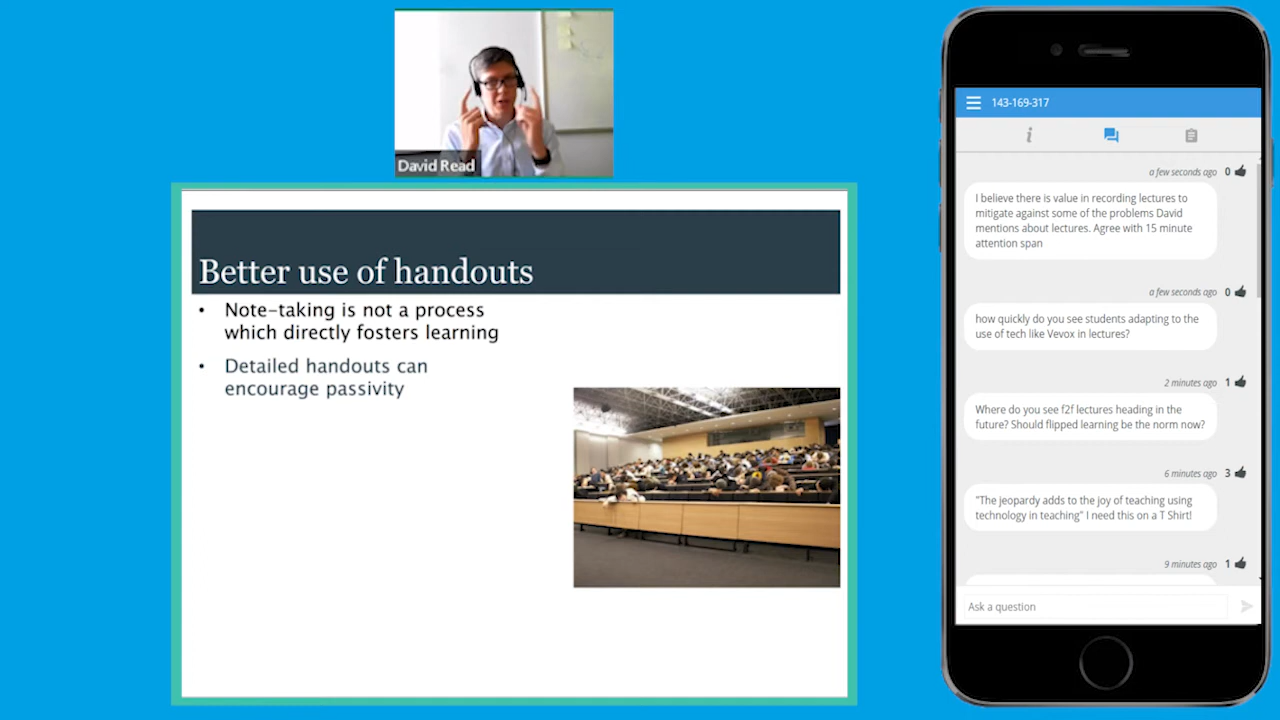 David Read
Better use of handouts
• Note-taking is not a process
which directly fosters learning
• Detailed handouts can
encourage passivity
143-169-317
a few seconds ago 0
I believe there is value in recording lectures to
mitigate against some of the problems David
mentions about lectures. Agree with 15 minute
attention span
a few seconds ago 0
how quickly do you see students adapting to the
use of tech like Vevox in lectures?
2 minutes ago 1
Where do you see f2f lectures heading in the
future? Should flipped learning be the norm now?
6 minutes ago 3
"The jeopardy adds to the joy of teaching using
technology in teaching" I need this on a T Shirt!
9 minutes ago 1
Ask a question